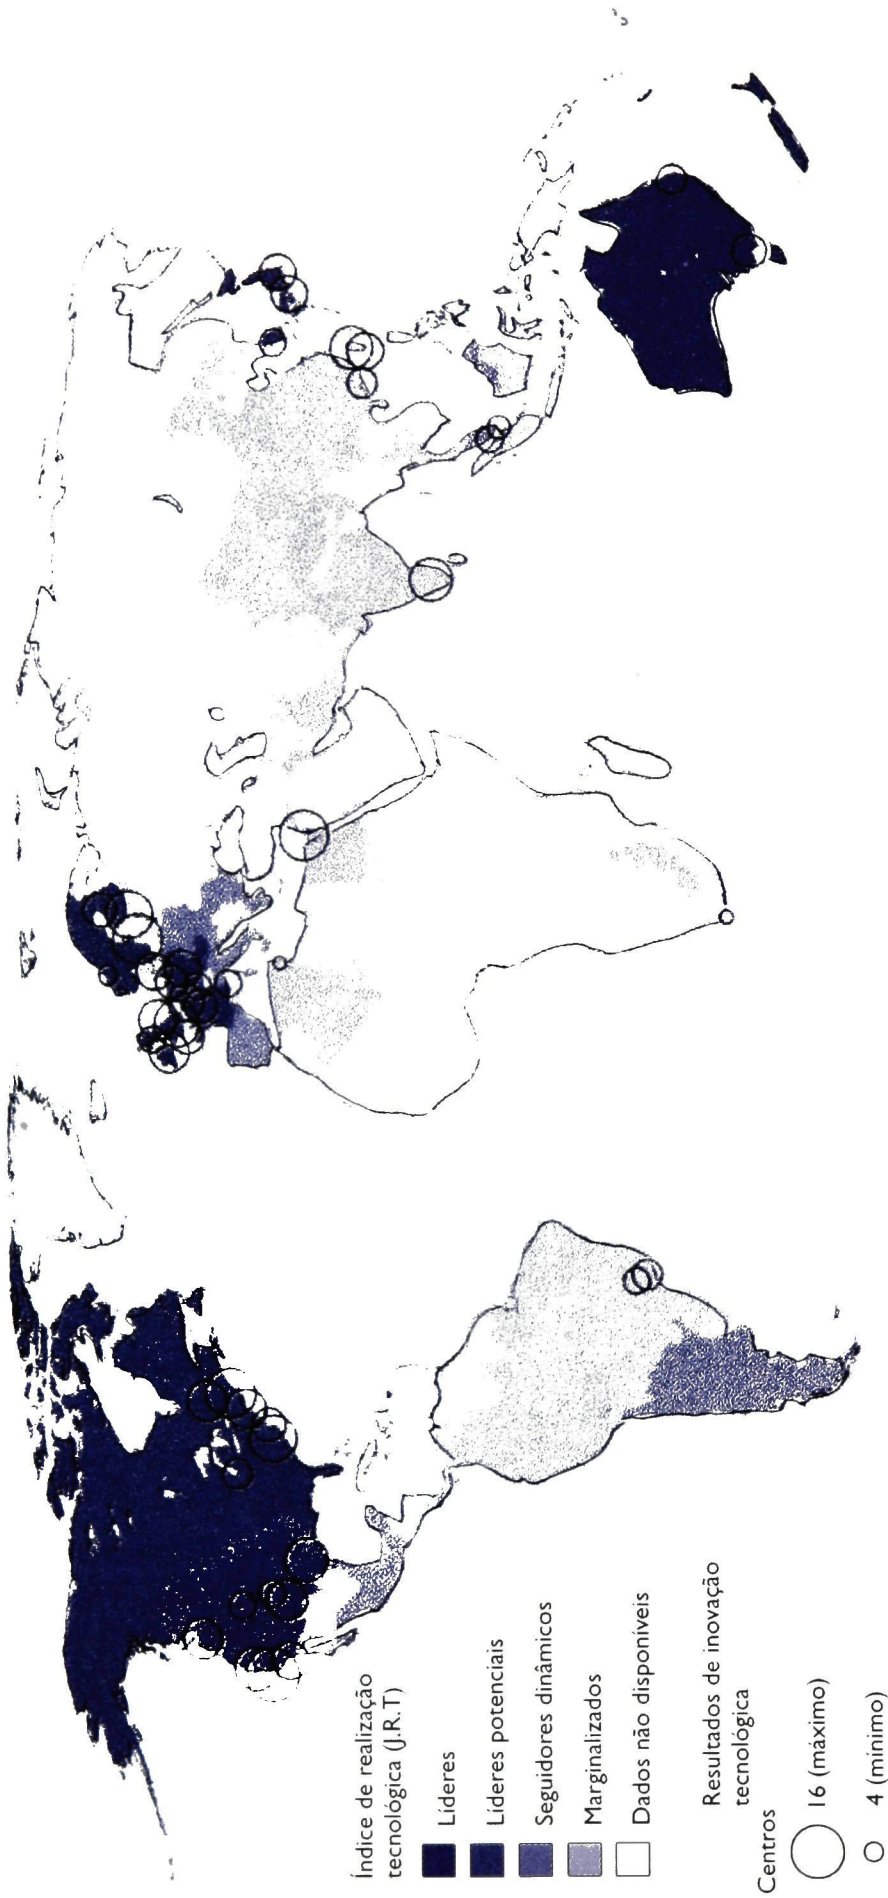 Índice de realização
tecnológica (J.R.T)
Líderes
Líderes potenciais
Seguidores dinâmicos
Marginalizados
Dados não disponíveis
Resultados de inovação
tecnológica
Centros
16 (máximo)
4 (mínimo)